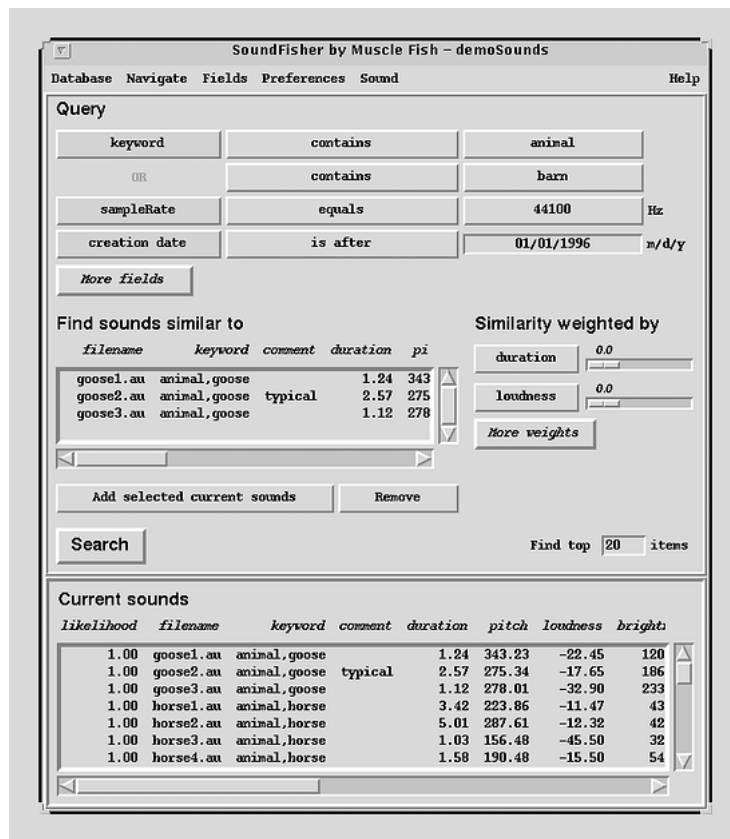 SoundFisher by Muscle Fish – demoSounds
Database Navigate Fields Preferences Sound Help
Query
keyword contains animal
OR contains barn
sampleRate equals 44100 Hz
creation date is after 01/01/1996 m/d/y
More fields
Find sounds similar to
filename keyword comment duration pi
goose1.au animal,goose 1.24 343
goose2.au animal,goose typical 2.57 275
goose3.au animal,goose 1.12 278
Similarity weighted by
duration 0.0
loudness 0.0
More weights
Add selected current sounds Remove
Search Find top 20 items
Current sounds
likelihood filename keyword comment duration pitch loudness bright
1.00 goose1.au animal,goose 1.24 343.23 -22.45 120
1.00 goose2.au animal,goose typical 2.57 275.34 -17.65 186
1.00 goose3.au animal,goose 1.12 278.01 -32.90 233
1.00 horse1.au animal,horse 3.42 223.86 -11.47 43
1.00 horse2.au animal,horse 5.01 287.61 -12.32 42
1.00 horse3.au animal,horse 1.03 156.48 -45.50 32
1.00 horse4.au animal,horse 1.58 190.48 -15.50 54